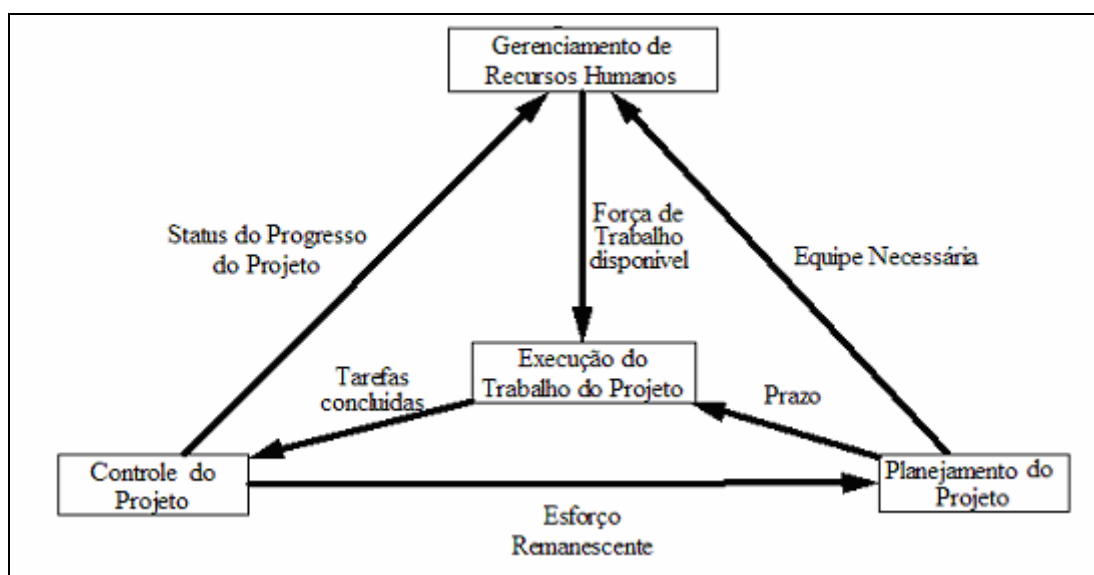 Gerenciamento de
Recursos Humanos
Status do Progresso
do Projeto
Força de
Trabalho
disponível
Equipe Necessária
Execução do
Trabalho do Projeto
Tarefas
concluidas
Prazo
Controle do
Projeto
Planejamento do
Projeto
Esforço
Remanescente